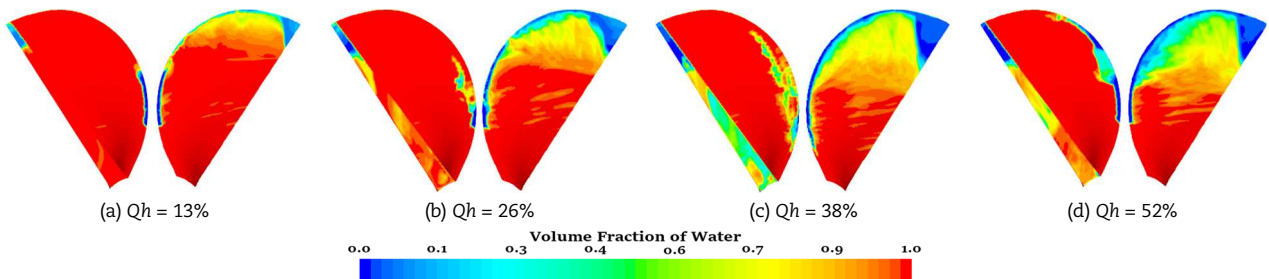 (a) Qh = 13%
(b) Qh = 26%
(c) Qh = 38%
(d) Qh = 52%
Volume Fraction of Water
0.0 0.1 0.3 0.4 0.6 0.7 0.9 1.0